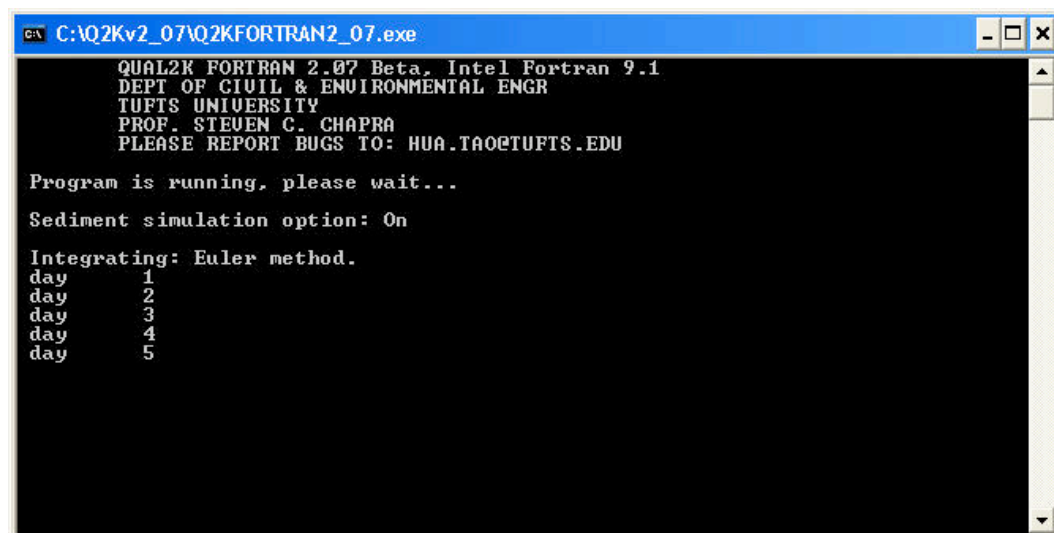 C:\Q2Kv2_07\Q2KFORTRAN2_07.exe
QUAL2K FORTRAN 2.07 Beta, Intel Fortran 9.1
DEPT OF CIVIL & ENVIRONMENTAL ENGR
TUFTS UNIVERSITY
PROF. STEVEN C. CHAPRA
PLEASE REPORT BUGS TO: HUA.TAO@TUFTS.EDU
Program is running, please wait...
Sediment simulation option: On
Integrating: Euler method.
day 1
day 2
day 3
day 4
day 5